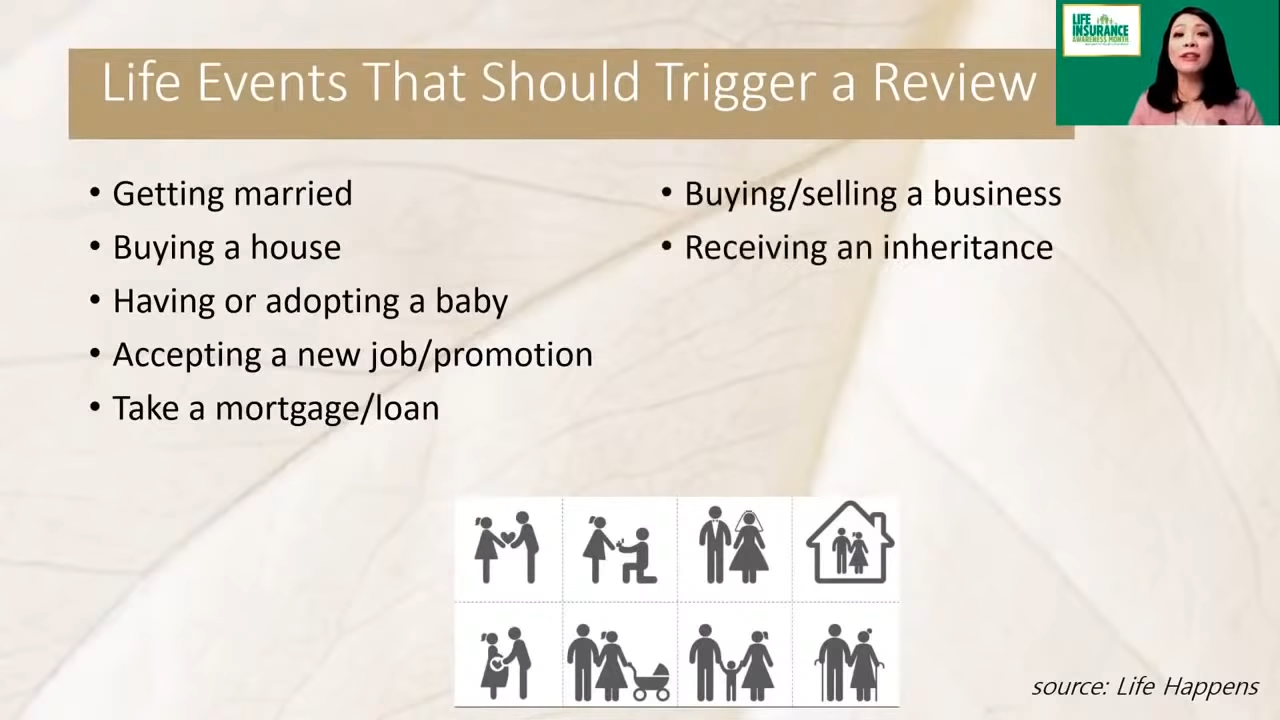 Life Events That Should Trigger a Review
LIFE
INSURANCE
AWARENESS MONTH
• Getting married
• Buying a house
• Having or adopting a baby
• Accepting a new job/promotion
• Take a mortgage/loan
• Buying/selling a business
• Receiving an inheritance
source: Life Happens